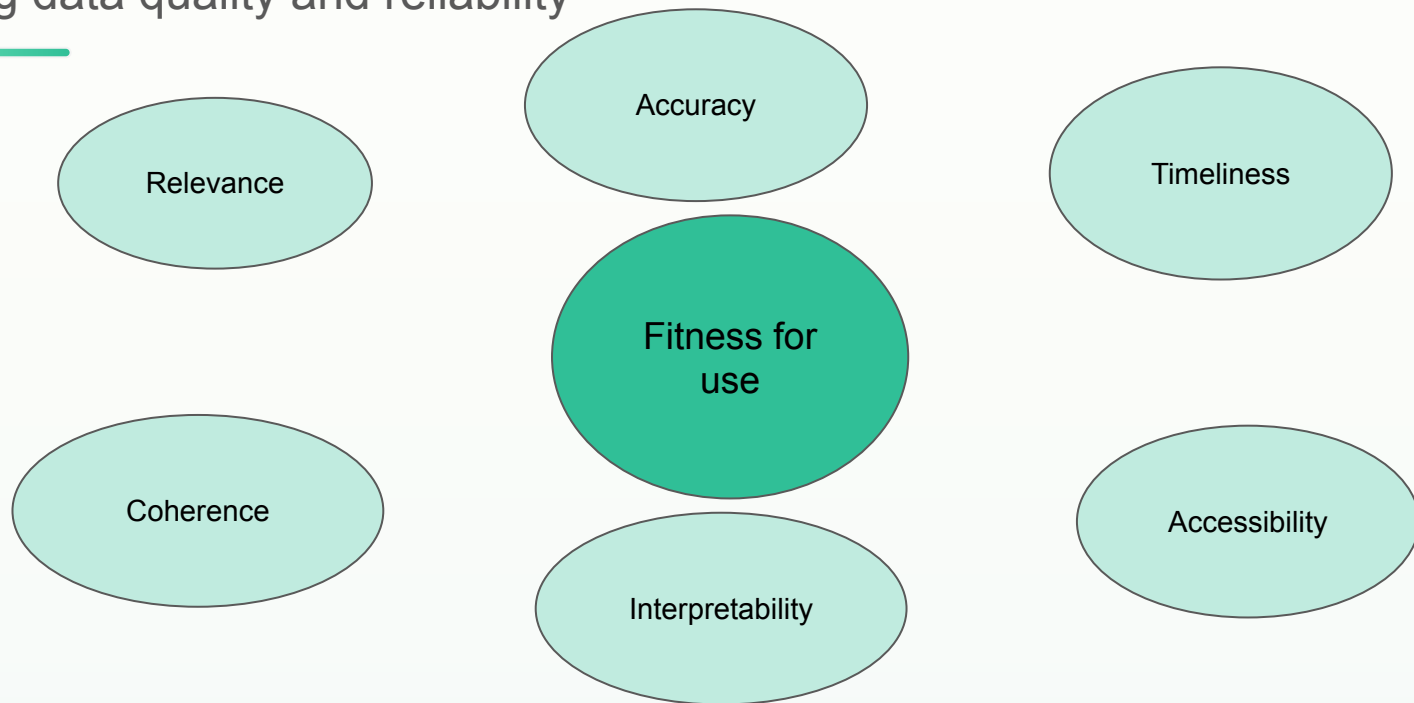 g data quality and reliability
Accuracy
Relevance
Timeliness
Fitness for
use
Coherence
Accessibility
Interpretability